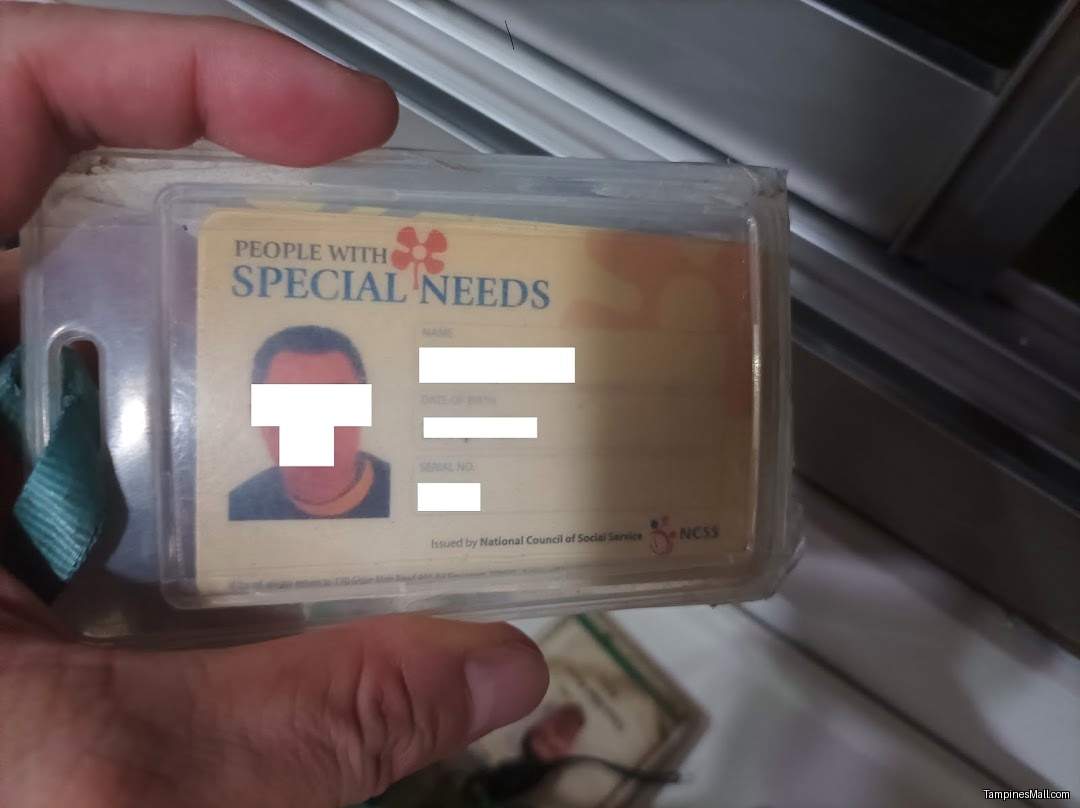 PEOPLE WITH
SPECIAL NEEDS
NAME
DATE OF BIRTH
SERIAL NO.
Issued by National Council of Social Service NCSS
TampinesMall.com